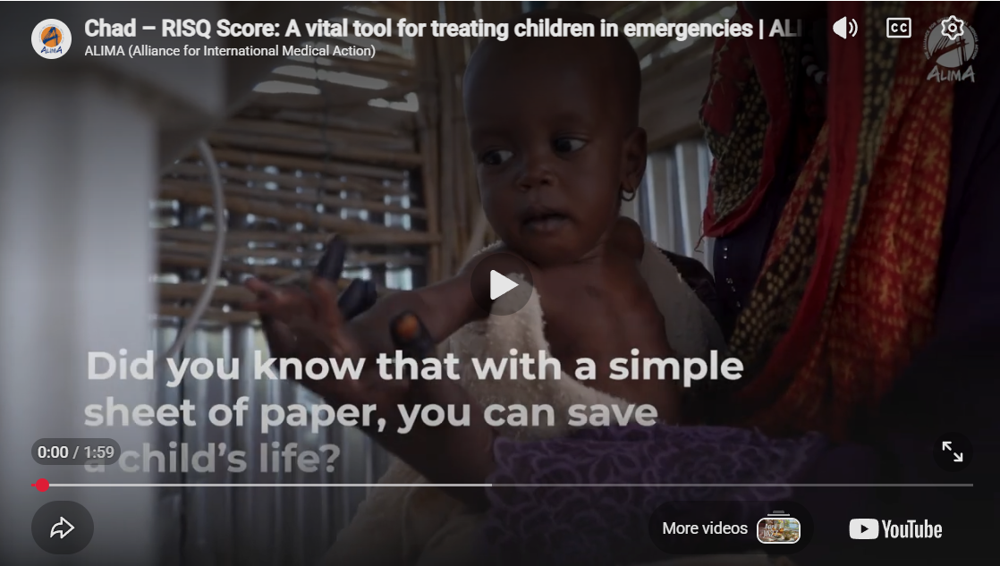 Chad – RISQ Score: A vital tool for treating children in emergencies | ALI
ALIMA (Alliance for International Medical Action)
ALIMA
CC
ALIMA
Did you know that with a simple
sheet of paper, you can save
a child's life?
0:00 / 1:59
More videos
YouTube